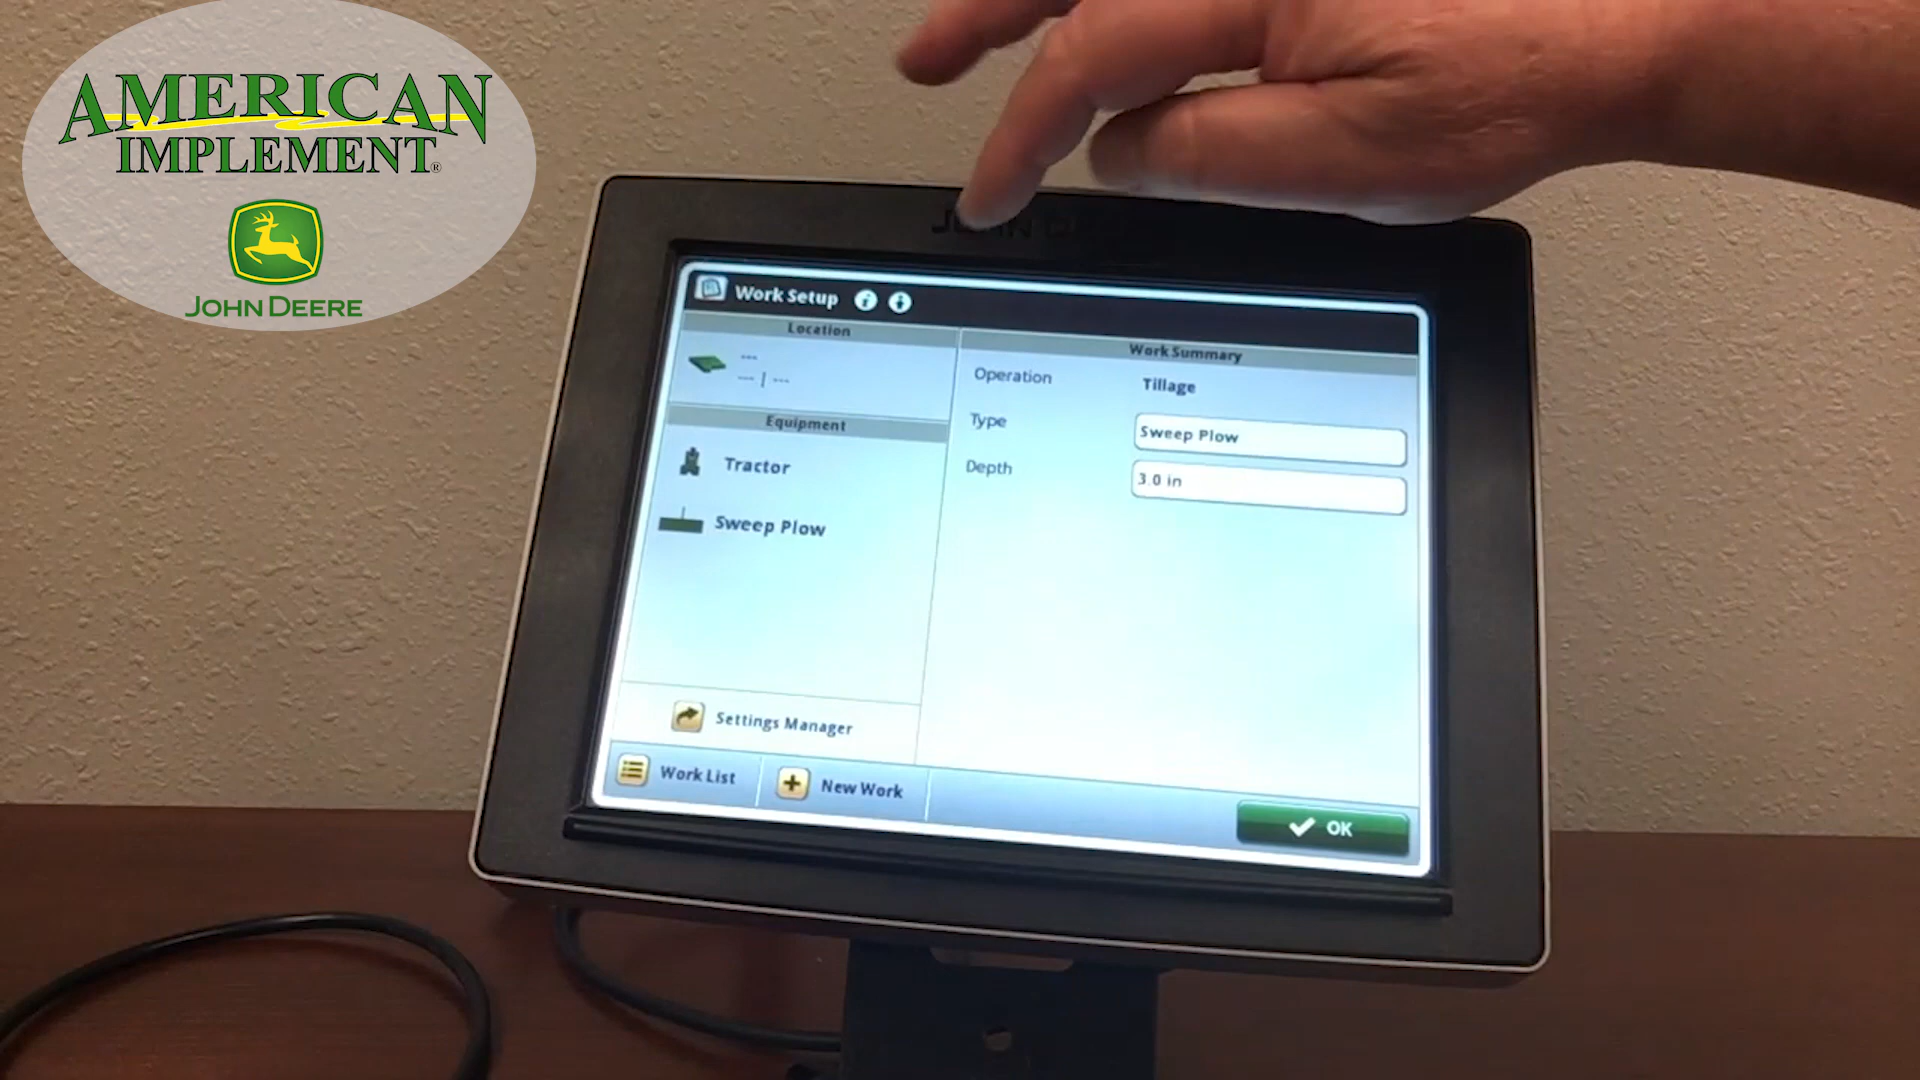 AMERICAN
IMPLEMENT®
JOHN DEERE
Work Setup
Location
---
--- | ---
Equipment
Tractor
Sweep Plow
Settings Manager
Work List
New Work
Work Summary
Operation Tillage
Type Sweep Plow
Depth 3.0 in
OK